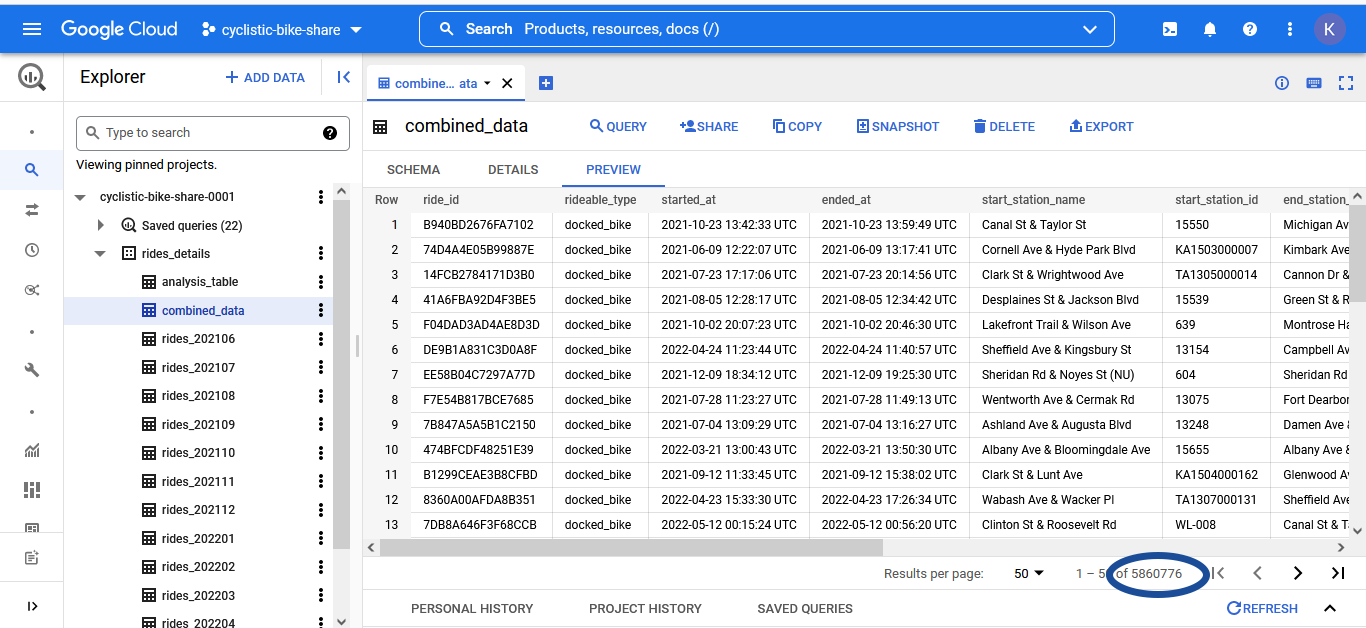 Google Cloud cyclistic-bike-share Search Products, resources, docs (/) K
Explorer + ADD DATA
combine... ata
Type to search
Viewing pinned projects.
cyclistic-bike-share-0001
Saved queries (22)
rides_details
analysis_table
combined_data
rides_202106
rides_202107
rides_202108
rides_202109
rides_202110
rides_202111
rides_202112
rides_202201
rides_202202
rides_202203
rides_202204
combined_data QUERY SHARE COPY SNAPSHOT DELETE EXPORT
SCHEMA DETAILS PREVIEW
Row ride_id rideable_type started_at ended_at start_station_name start_station_id end_station_
1 B940BD2676FA7102 docked_bike 2021-10-23 13:42:33 UTC 2021-10-23 13:59:49 UTC Canal St & Taylor St 15550 Michigan Av
2 74D4A4E05B99887E docked_bike 2021-06-09 12:22:07 UTC 2021-06-09 13:17:41 UTC Cornell Ave & Hyde Park Blvd KA1503000007 Kimbark Ave
3 14FCB2784171D3B0 docked_bike 2021-07-23 17:17:06 UTC 2021-07-23 20:14:56 UTC Clark St & Wrightwood Ave TA1305000014 Cannon Dr &
4 41A6FBA92D4F3BE5 docked_bike 2021-08-05 12:28:17 UTC 2021-08-05 12:34:42 UTC Desplaines St & Jackson Blvd 15539 Green St & R
5 F04DAD3AD4AE8D3D docked_bike 2021-10-02 20:07:23 UTC 2021-10-02 20:46:30 UTC Lakefront Trail & Wilson Ave 639 Montrose Ha
6 DE9B1A831C3D0A8F docked_bike 2022-04-24 11:23:44 UTC 2022-04-24 11:40:57 UTC Sheffield Ave & Kingsbury St 13154 Campbell Av
7 EE58B04C7297A77D docked_bike 2021-12-09 18:34:12 UTC 2021-12-09 19:25:30 UTC Sheridan Rd & Noyes St (NU) 604 Sheridan Rd
8 F7E54B817BCE7685 docked_bike 2021-07-28 11:23:27 UTC 2021-07-28 11:49:13 UTC Wentworth Ave & Cermak Rd 13075 Fort Dearbor
9 7B847A5A5B1C2150 docked_bike 2021-07-04 13:09:29 UTC 2021-07-04 13:16:27 UTC Ashland Ave & Augusta Blvd 13248 Damen Ave &
10 474BFCDF48251E39 docked_bike 2022-03-21 13:00:43 UTC 2022-03-21 13:50:30 UTC Albany Ave & Bloomingdale Ave 15655 Albany Ave &
11 B1299CEAE3B8CFBD docked_bike 2021-09-12 11:33:45 UTC 2021-09-12 15:38:02 UTC Clark St & Lunt Ave KA1504000162 Glenwood Av
12 8360A00AFDA8B351 docked_bike 2022-04-23 15:33:30 UTC 2022-04-23 17:26:34 UTC Wabash Ave & Wacker Pl TA1307000131 Sheffield Ave
13 7DB8A646F3F68CCB docked_bike 2022-05-12 00:15:24 UTC 2022-05-12 00:56:20 UTC Clinton St & Roosevelt Rd WL-008 Canal St & T
Results per page: 50 1 – 5 of 5860776
PERSONAL HISTORY PROJECT HISTORY SAVED QUERIES REFRESH